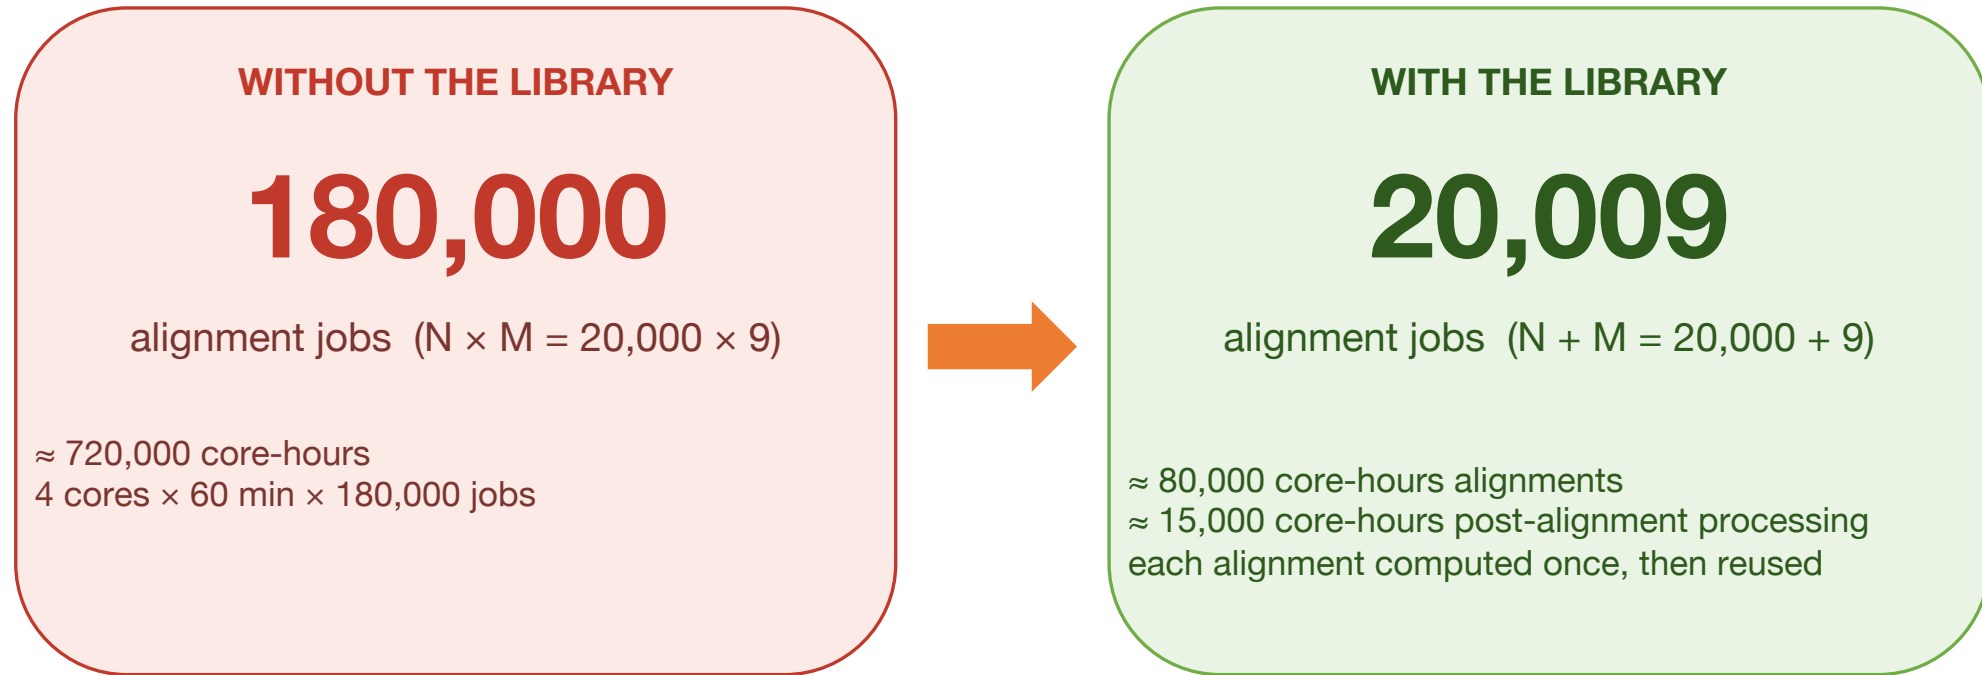 WITHOUT THE LIBRARY
180,000
alignment jobs (N × M = 20,000 × 9)
≈ 720,000 core-hours
4 cores × 60 min × 180,000 jobs
WITH THE LIBRARY
20,009
alignment jobs (N + M = 20,000 + 9)
≈ 80,000 core-hours alignments
≈ 15,000 core-hours post-alignment processing
each alignment computed once, then reused